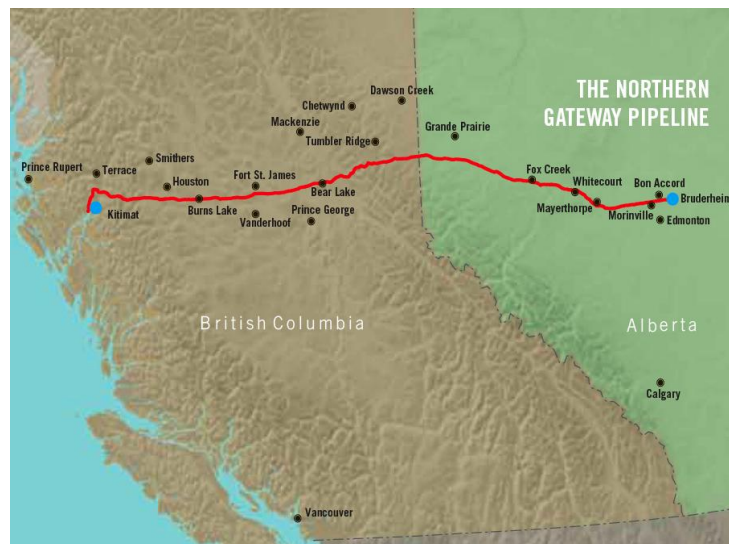 THE NORTHERN
GATEWAY PIPELINE
Dawson Creek
Chetwynd
Mackenzie
Tumbler Ridge
Grande Prairie
Smithers
Prince Rupert
Terrace
Houston
Fort St. James
Bear Lake
Fox Creek
Whitecourt
Bon Accord
Bruderheim
Kitimat
Burns Lake
Vanderhoof
Prince George
Mayerthorpe
Morinville
Edmonton
British Columbia
Alberta
Calgary
Vancouver